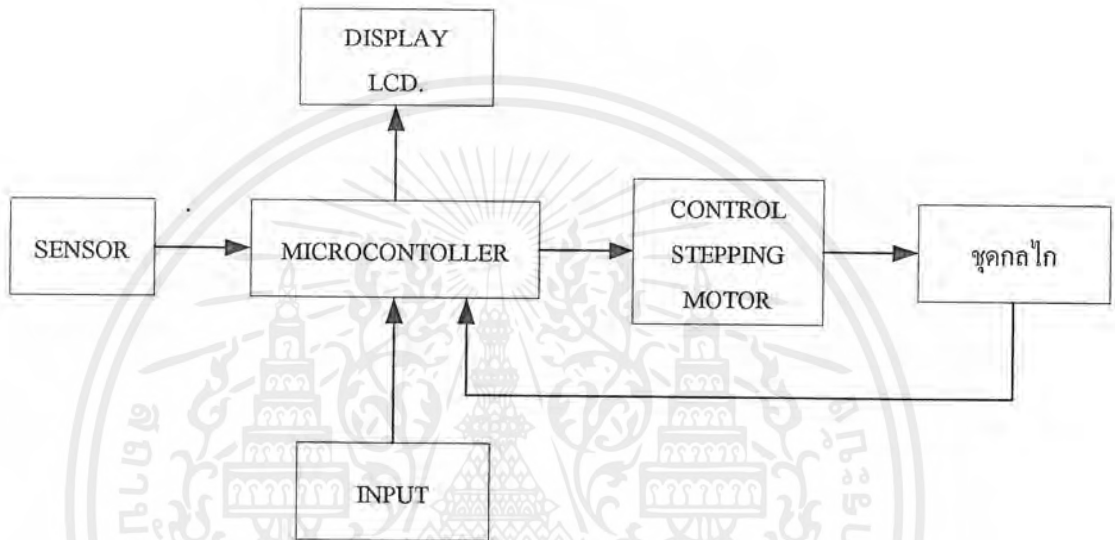 DISPLAY
LCD.
SENSOR
MICROCONTOLLER
CONTROL
STEPPING
MOTOR
ชุดกลไก
INPUT